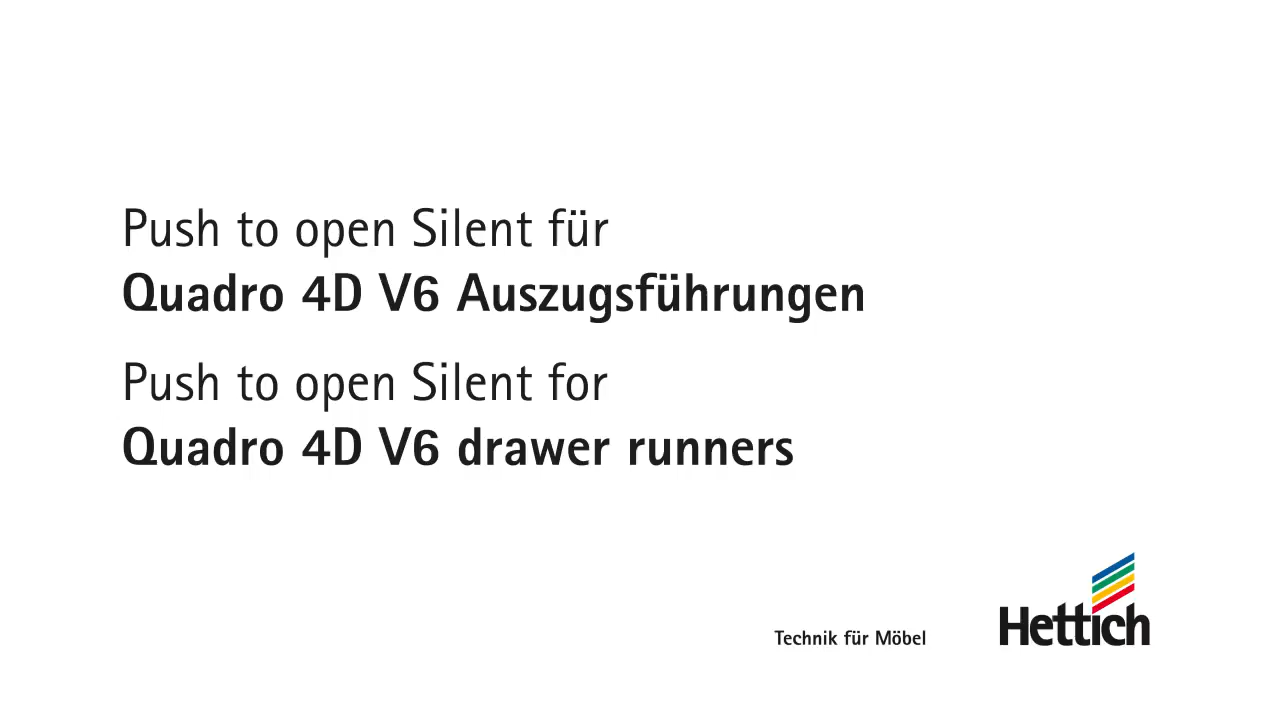 Push to open Silent für
Quadro 4D V6 Auszugsführungen
Push to open Silent for
Quadro 4D V6 drawer runners
Technik für Möbel
Hettich